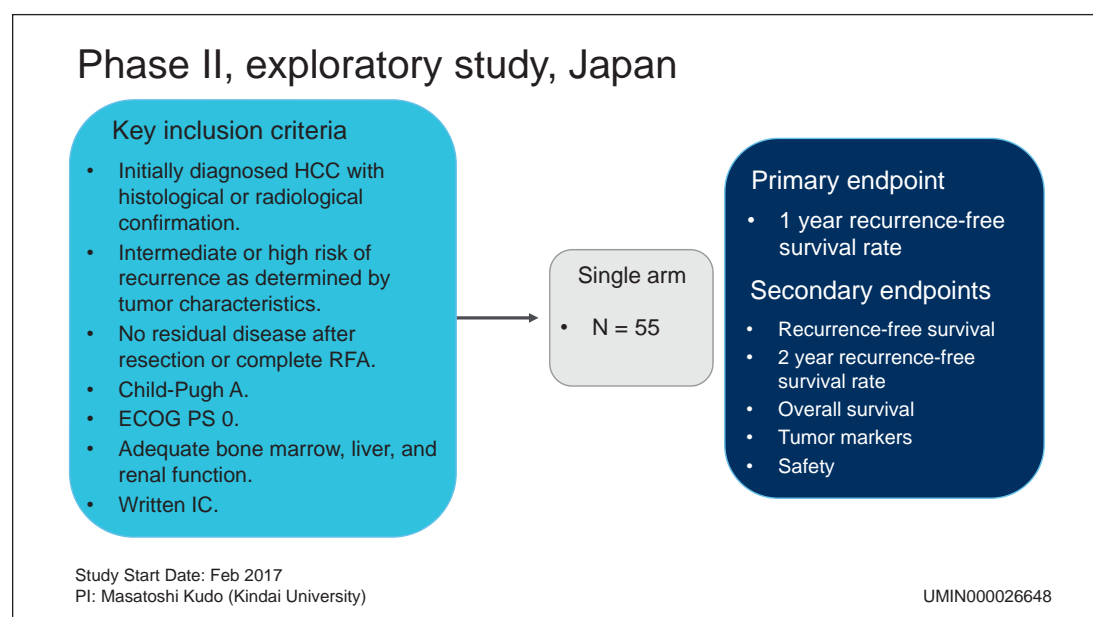 Phase II, exploratory study, Japan
Key inclusion criteria
• Initially diagnosed HCC with
histological or radiological
confirmation.
• Intermediate or high risk of
recurrence as determined by
tumor characteristics.
• No residual disease after
resection or complete RFA.
• Child-Pugh A.
• ECOG PS 0.
• Adequate bone marrow, liver, and
renal function.
• Written IC.
Single arm
• N = 55
Primary endpoint
• 1 year recurrence-free
survival rate
Secondary endpoints
• Recurrence-free survival
• 2 year recurrence-free
survival rate
• Overall survival
• Tumor markers
• Safety
Study Start Date: Feb 2017
PI: Masatoshi Kudo (Kindai University)
UMIN000026648